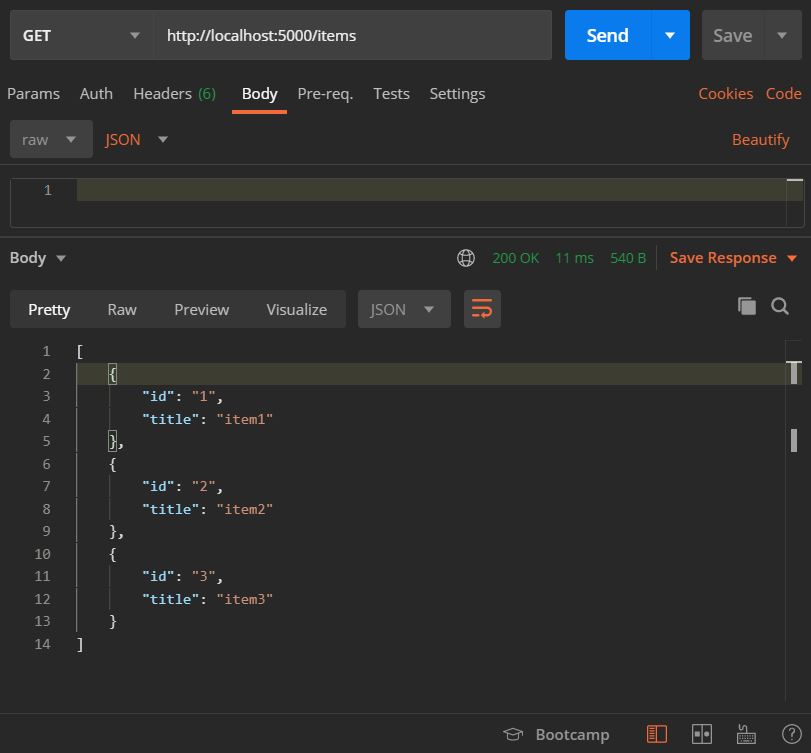 GET http://localhost:5000/items Send Save
Params Auth Headers (6) Body Pre-req. Tests Settings Cookies Code
raw JSON Beautify
1
Body 200 OK 11 ms 540 B Save Response
Pretty Raw Preview Visualize JSON
1 [
2 {
3 "id": "1",
4 "title": "item1"
5 },
6 {
7 "id": "2",
8 "title": "item2"
9 },
10 {
11 "id": "3",
12 "title": "item3"
13 }
14 ]
Bootcamp ?